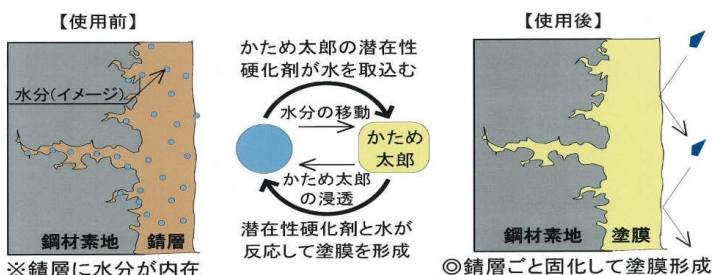 【使用前】
水分(イメージ)
鋼材素地
錆層
※錆層に水分が内在
かため太郎の潜在性
硬化剤が水を取込む
水分の移動
かため
太郎
かため太郎
の浸透
潜在性硬化剤と水が
反応して塗膜を形成
【使用後】
鋼材素地
塗膜
◎錆層ごと固化して塗膜形成